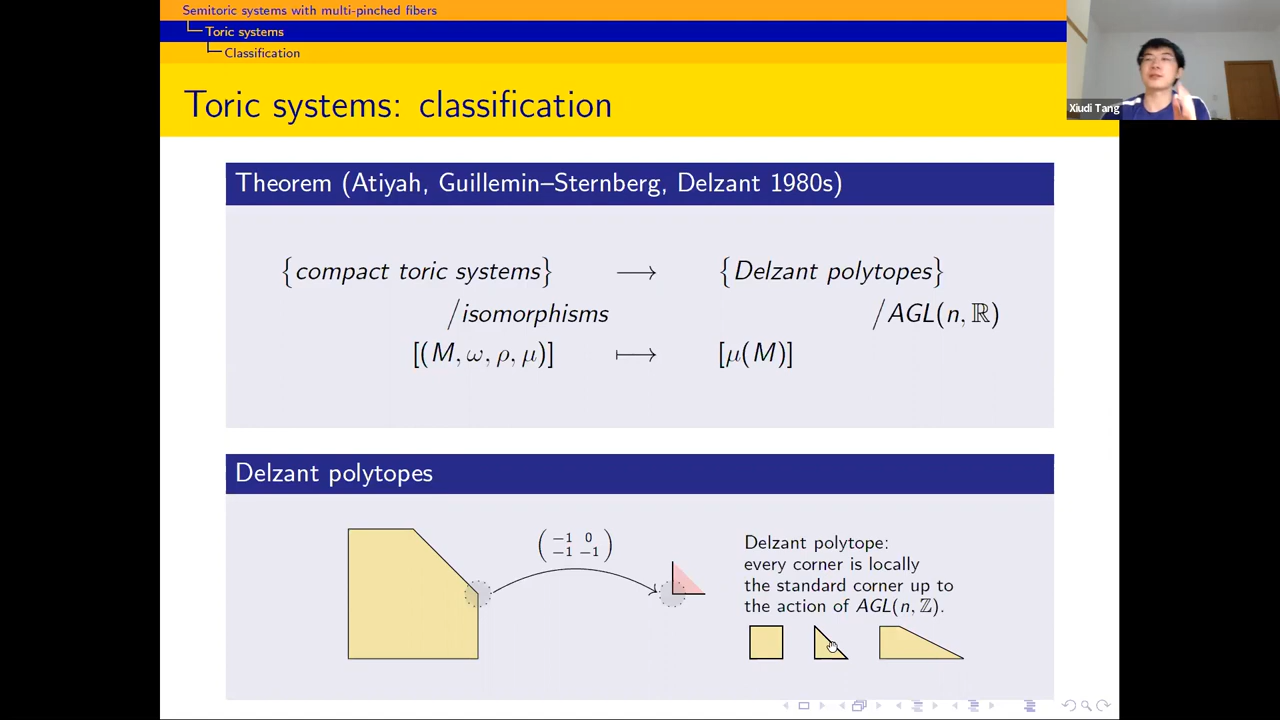 Semitoric systems with multi-pinched fibers
Toric systems
Classification
Xiudi Tang
Toric systems: classification
Theorem (Atiyah, Guillemin–Sternberg, Delzant 1980s)
{compact toric systems} ⟶ {Delzant polytopes}
/isomorphisms /AGL(n, ℝ)
[(M, ω, ρ, μ)] ⟼ [μ(M)]
Delzant polytopes
(−1 0
−1 −1)
Delzant polytope:
every corner is locally
the standard corner up to
the action of AGL(n, ℤ).